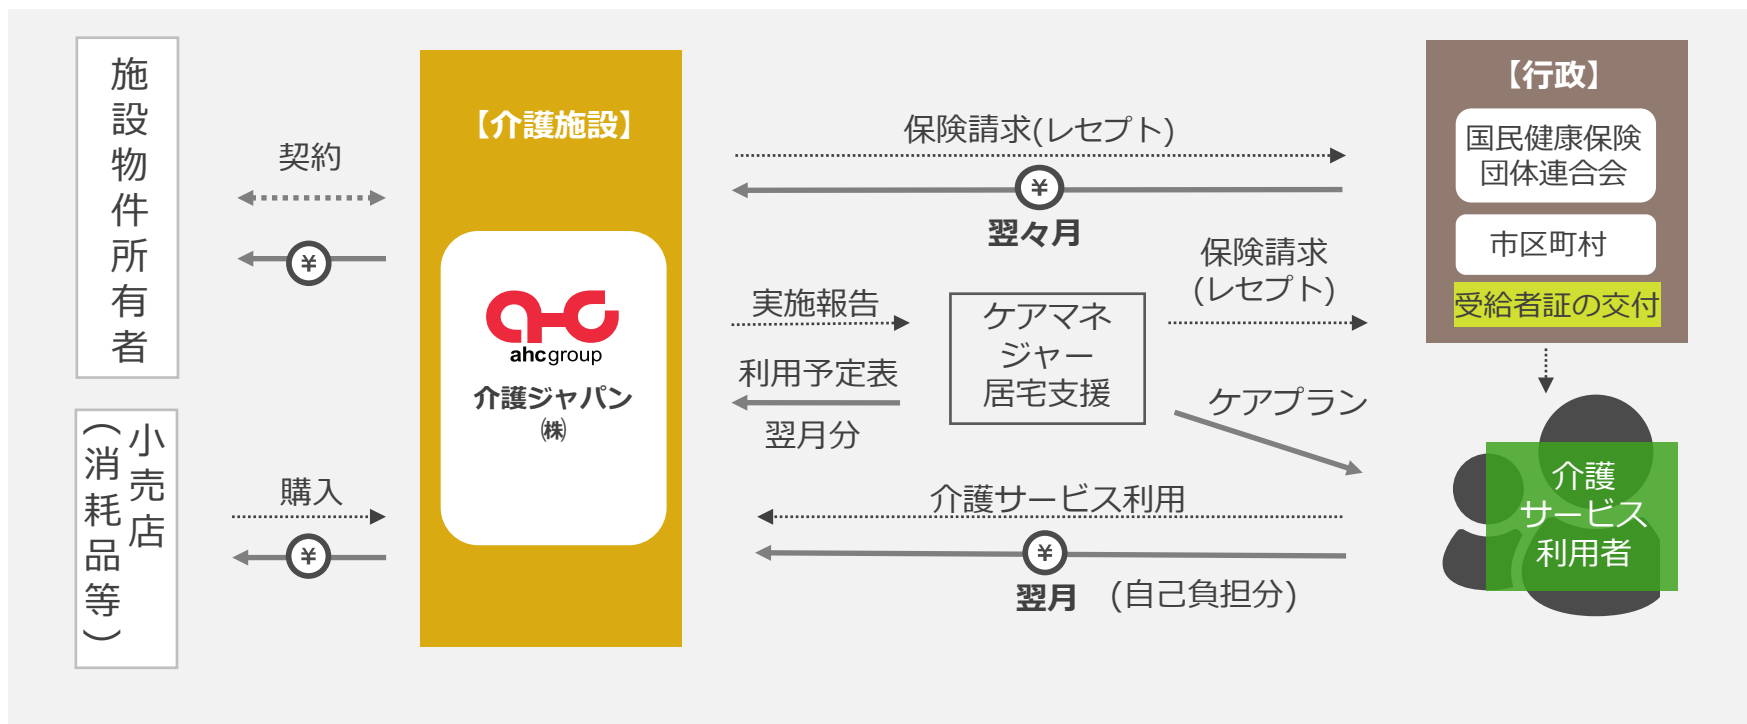 施設物件所有者
小売店
(消耗品等)
契約
¥
購入
¥
【介護施設】
ahcgroup
介護ジャパン
㈱
保険請求(レセプト)
¥
翌々月
実施報告
利用予定表
翌月分
ケアマネ
ジャー
居宅支援
保険請求
(レセプト)
ケアプラン
介護サービス利用
¥
翌月
(自己負担分)
【行政】
国民健康保険
団体連合会
市区町村
受給者証の交付
介護
サービス
利用者